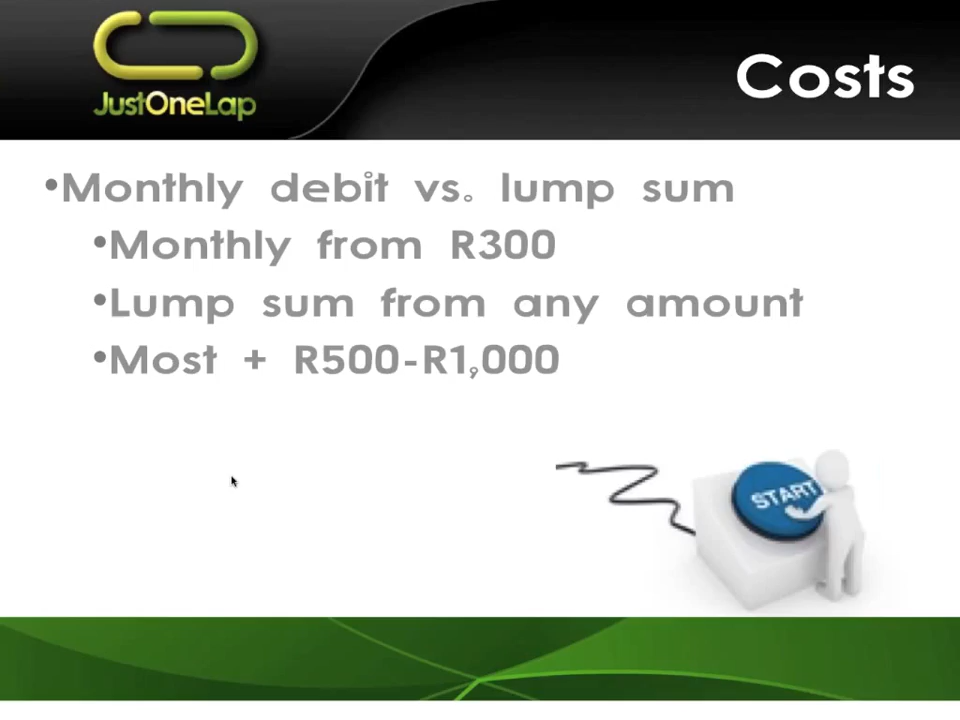 JustOneLap
Costs
•Monthly debit vs. lump sum
•Monthly from R300
•Lump sum from any amount
•Most + R500-R1,000
START